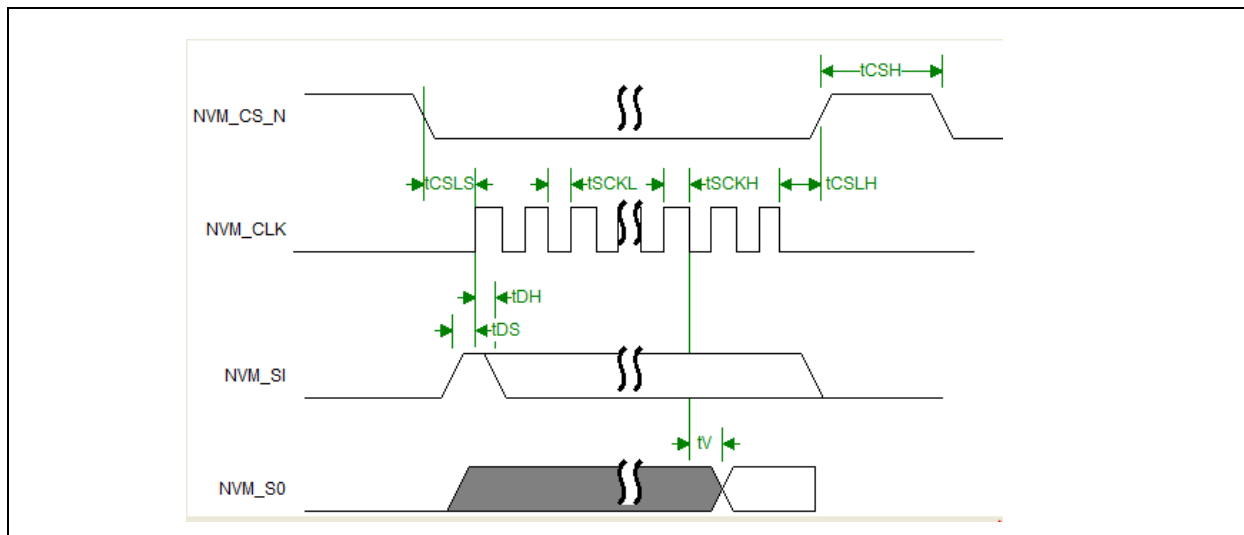 tCSH
NVM_CS_N
tCSLS
tSCKL
tSCKH
tCSLH
NVM_CLK
tDH
tDS
NVM_SI
tV
NVM_S0